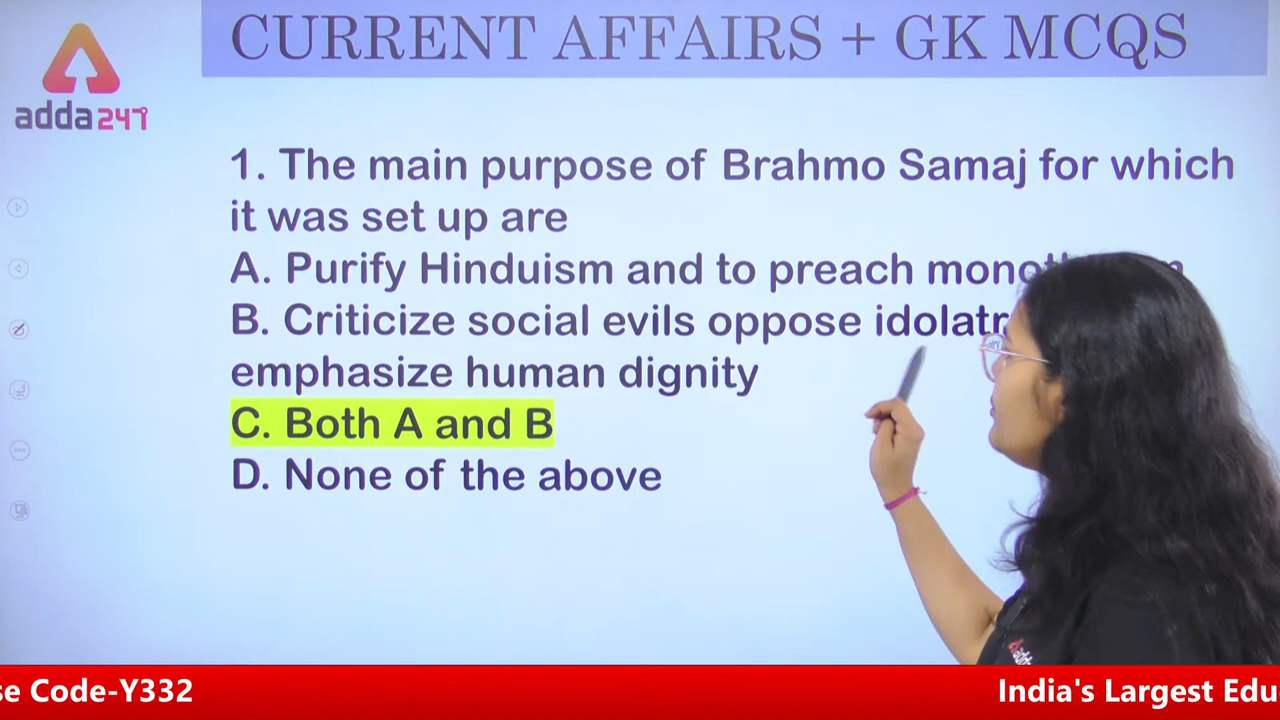 CURRENT AFFAIRS + GK MCQS
adda247
1. The main purpose of Brahmo Samaj for which
it was set up are
A. Purify Hinduism and to preach
B. Criticize social evils oppose
emphasize human dignity
C. Both A and B
D. None of the above
se Code-Y332
India's Largest Edu